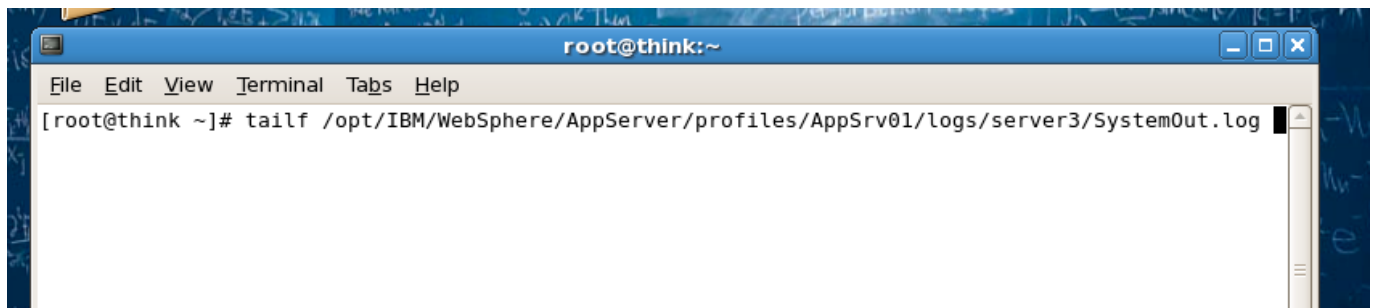 root@think:~
File Edit View Terminal Tabs Help
[root@think ~]# tailf /opt/IBM/WebSphere/AppServer/profiles/AppSrv01/logs/server3/SystemOut.log